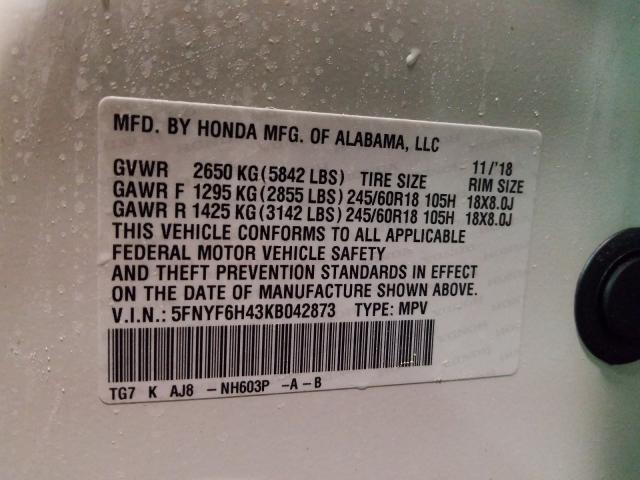 MFD. BY HONDA MFG. OF ALABAMA, LLC
GVWR 2650 KG (5842 LBS) TIRE SIZE 11/'18 RIM SIZE
GAWR F 1295 KG (2855 LBS) 245/60R18 105H 18X8.0J
GAWR R 1425 KG (3142 LBS) 245/60R18 105H 18X8.0J
THIS VEHICLE CONFORMS TO ALL APPLICABLE
FEDERAL MOTOR VEHICLE SAFETY
AND THEFT PREVENTION STANDARDS IN EFFECT
ON THE DATE OF MANUFACTURE SHOWN ABOVE.
V.I.N.: 5FNYF6H43KB042873 TYPE: MPV
TG7 K AJ8 -NH603P -A-B